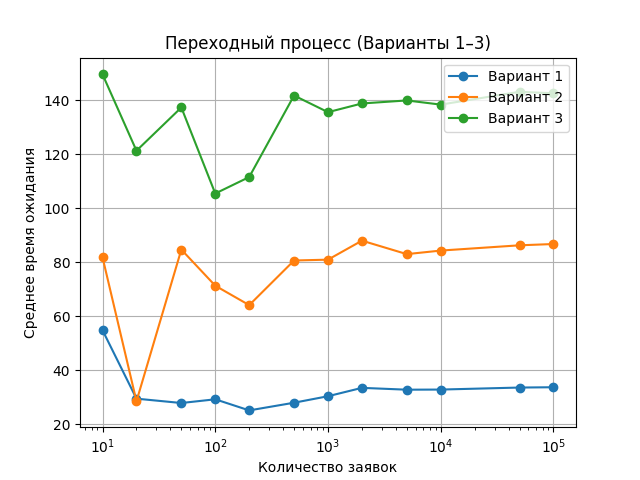 Переходный процесс (Варианты 1–3)
Вариант 1
Вариант 2
Вариант 3
Среднее время ожидания
140
120
100
80
60
40
20
10¹
10²
10³
10⁴
10⁵
Количество заявок